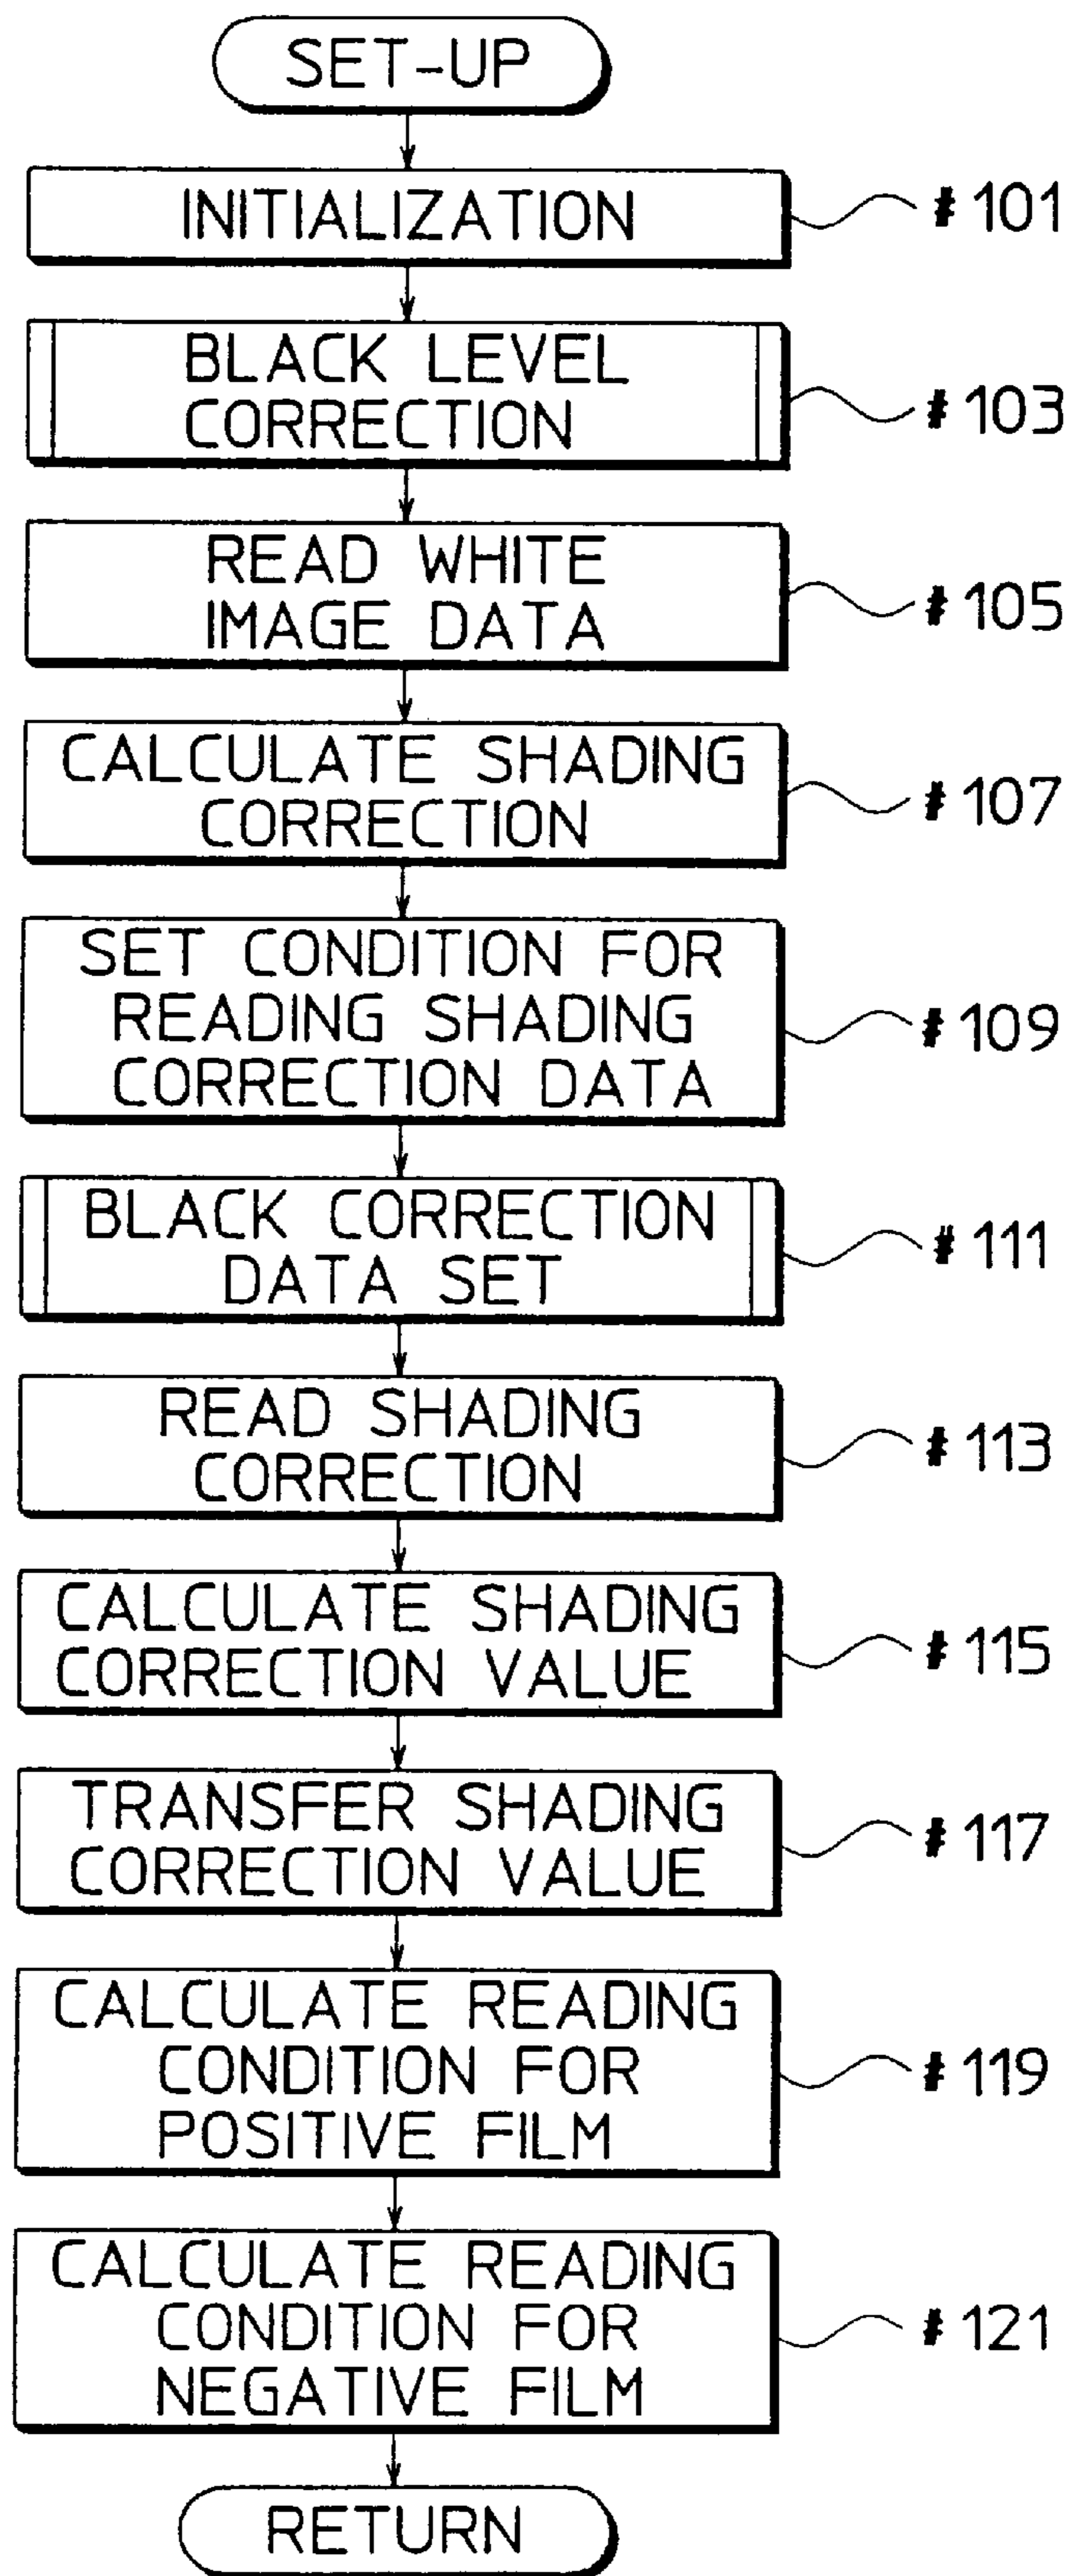 SET-UP
INITIALIZATION
# 101
BLACK LEVEL
CORRECTION
# 103
READ WHITE
IMAGE DATA
# 105
CALCULATE SHADING
CORRECTION
# 107
SET CONDITION FOR
READING SHADING
CORRECTION DATA
# 109
BLACK CORRECTION
DATA SET
# 111
READ SHADING
CORRECTION
# 113
CALCULATE SHADING
CORRECTION VALUE
# 115
TRANSFER SHADING
CORRECTION VALUE
# 117
CALCULATE READING
CONDITION FOR
POSITIVE FILM
# 119
CALCULATE READING
CONDITION FOR
NEGATIVE FILM
# 121
RETURN